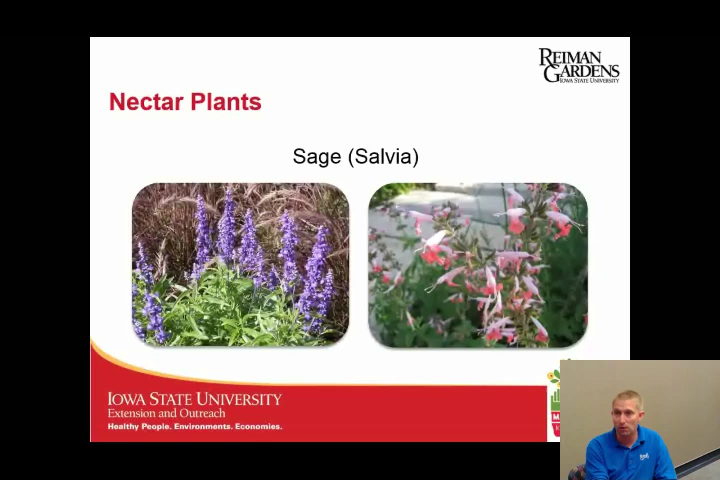 REIMAN
GARDENS
IOWA STATE UNIVERSITY
Nectar Plants
Sage (Salvia)
IOWA STATE UNIVERSITY
Extension and Outreach
Healthy People. Environments. Economies.